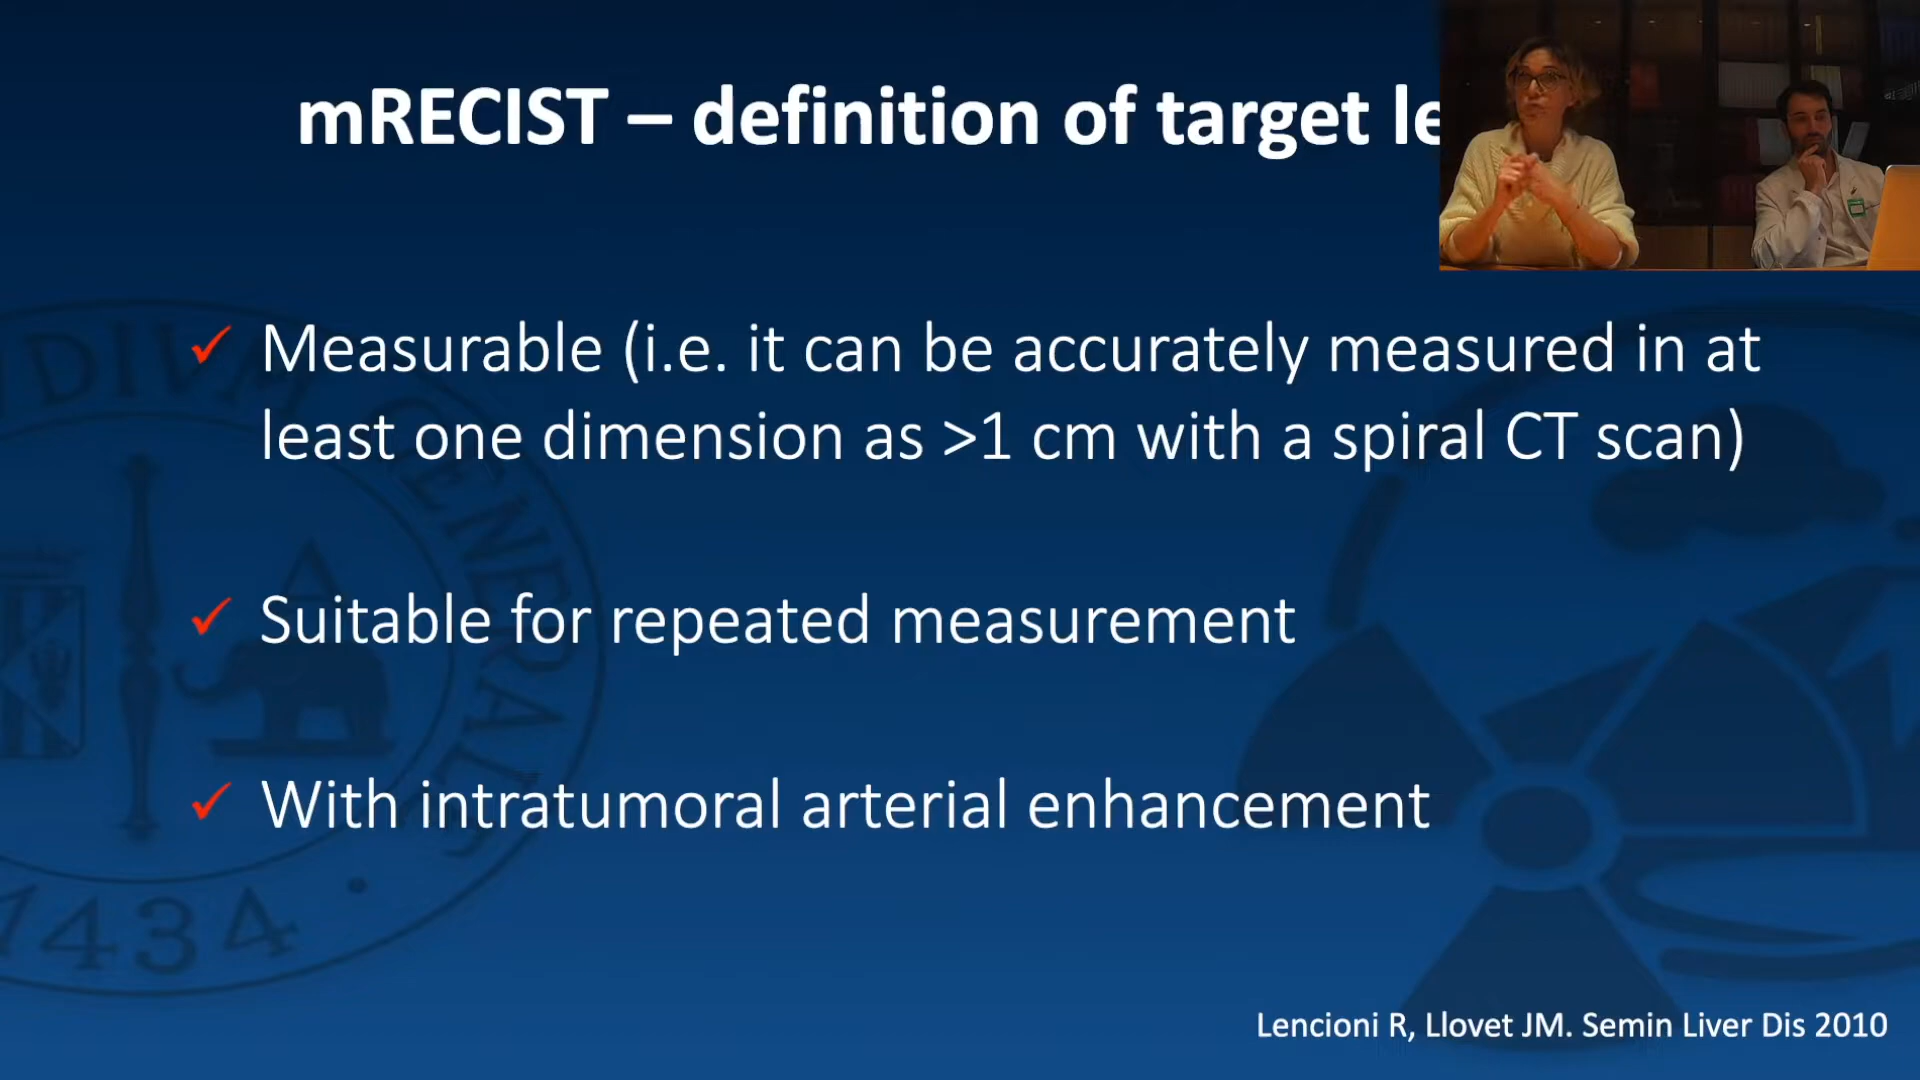 mRECIST – definition of target le
✓ Measurable (i.e. it can be accurately measured in at
least one dimension as >1 cm with a spiral CT scan)
✓ Suitable for repeated measurement
✓ With intratumoral arterial enhancement
Lencioni R, Llovet JM. Semin Liver Dis 2010
1434